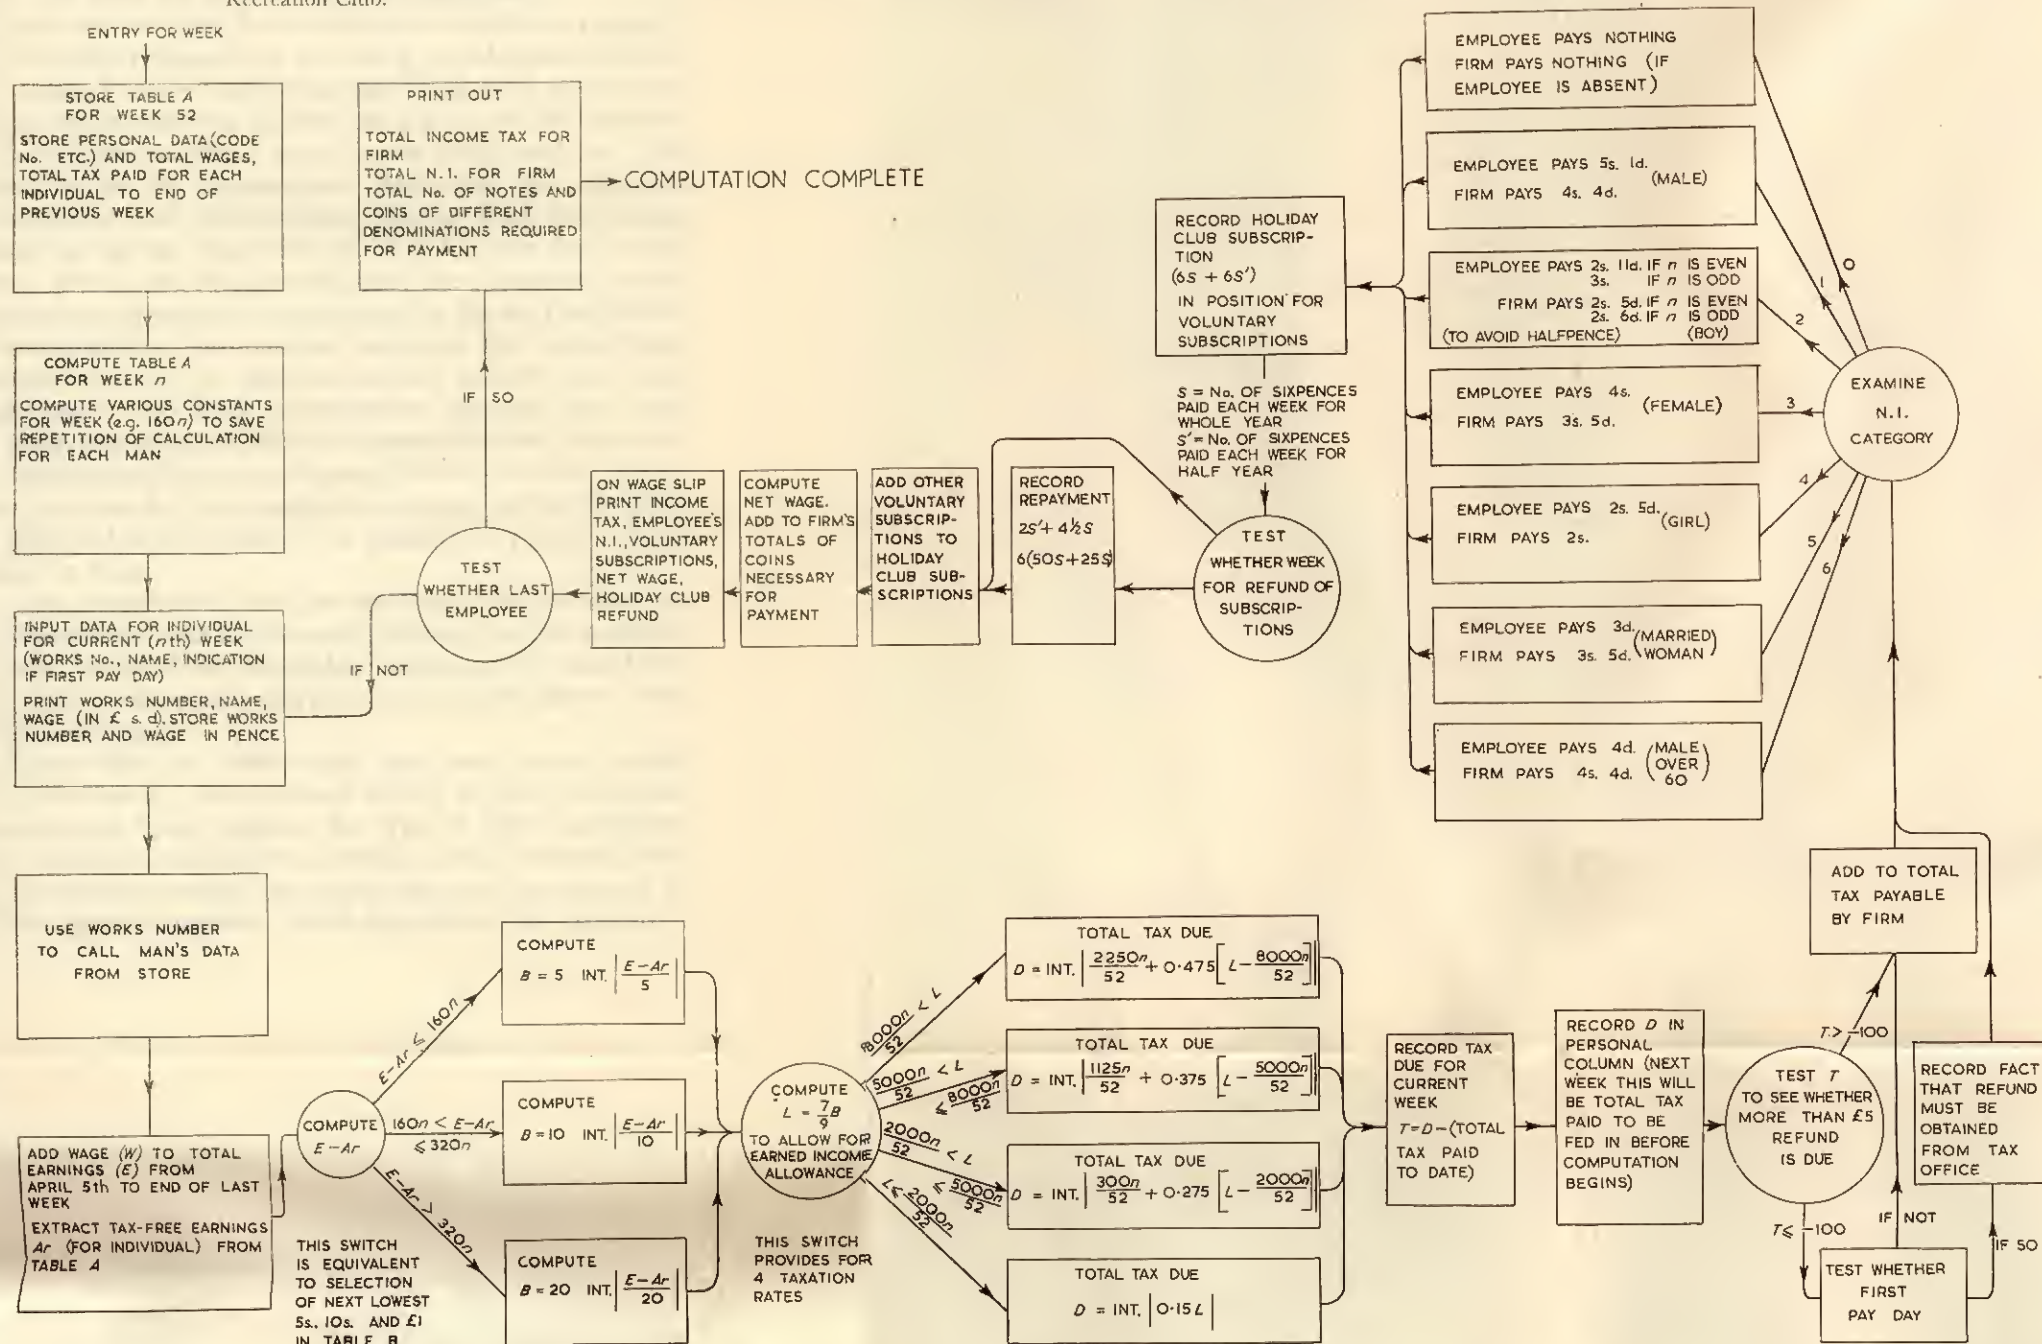 Recreation Club.
ENTRY FOR WEEK
STORE TABLE A
FOR WEEK 52
STORE PERSONAL DATA (CODE
No. ETC.) AND TOTAL WAGES,
TOTAL TAX PAID FOR EACH
INDIVIDUAL TO END OF
PREVIOUS WEEK
COMPUTE TABLE A
FOR WEEK n
COMPUTE VARIOUS CONSTANTS
FOR WEEK (e.g. 160n) TO SAVE
REPETITION OF CALCULATION
FOR EACH MAN
INPUT DATA FOR INDIVIDUAL
FOR CURRENT (nth) WEEK
(WORKS No., NAME, INDICATION
IF FIRST PAY DAY)
PRINT WORKS NUMBER, NAME,
WAGE (IN £ s. d). STORE WORKS
NUMBER AND WAGE IN PENCE
USE WORKS NUMBER
TO CALL MAN'S DATA
FROM STORE
ADD WAGE (W) TO TOTAL
EARNINGS (E) FROM
APRIL 5th TO END OF LAST
WEEK
EXTRACT TAX-FREE EARNINGS
Ar (FOR INDIVIDUAL) FROM
TABLE A
COMPUTE
E-Ar
THIS SWITCH
IS EQUIVALENT
TO SELECTION
OF NEXT LOWEST
5s., 10s. AND £1
IN TABLE B
E-Ar ≤ 160n
160n < E-Ar
≤ 320n
E-Ar > 320n
COMPUTE
B = 5 INT. |E-Ar/5|
COMPUTE
B = 10 INT. |E-Ar/10|
COMPUTE
B = 20 INT. |E-Ar/20|
COMPUTE
L = 7/9 B
TO ALLOW FOR
EARNED INCOME
ALLOWANCE
THIS SWITCH
PROVIDES FOR
4 TAXATION
RATES
8000n/52 < L
5000n/52 < L
≤ 8000n/52
2000n/52 < L
≤ 5000n/52
L ≤ 2000n/52
TOTAL TAX DUE
D = INT. |2250n/52 + 0·475 [L - 8000n/52]|
TOTAL TAX DUE
D = INT. |1125n/52 + 0·375 [L - 5000n/52]|
TOTAL TAX DUE
D = INT. |300n/52 + 0·275 [L - 2000n/52]|
TOTAL TAX DUE
D = INT. |0·15L|
RECORD TAX
DUE FOR
CURRENT
WEEK
T = D - (TOTAL
TAX PAID
TO DATE)
RECORD D IN
PERSONAL
COLUMN (NEXT
WEEK THIS WILL
BE TOTAL TAX
PAID TO BE
FED IN BEFORE
COMPUTATION
BEGINS)
TEST T
TO SEE WHETHER
MORE THAN £5
REFUND
IS DUE
T > -100
T ≤ -100
TEST WHETHER
FIRST
PAY DAY
IF NOT
IF SO
RECORD FACT
THAT REFUND
MUST BE
OBTAINED
FROM TAX
OFFICE
ADD TO TOTAL
TAX PAYABLE
BY FIRM
EXAMINE
N.I.
CATEGORY
0
1
2
3
4
5
6
EMPLOYEE PAYS NOTHING
FIRM PAYS NOTHING (IF
EMPLOYEE IS ABSENT)
EMPLOYEE PAYS 5s. 1d.
(MALE)
FIRM PAYS 4s. 4d.
EMPLOYEE PAYS 2s. 11d. IF n IS EVEN
3s. IF n IS ODD
FIRM PAYS 2s. 5d. IF n IS EVEN
2s. 6d. IF n IS ODD
(TO AVOID HALFPENCE) (BOY)
EMPLOYEE PAYS 4s.
(FEMALE)
FIRM PAYS 3s. 5d.
EMPLOYEE PAYS 2s. 5d.
(GIRL)
FIRM PAYS 2s.
EMPLOYEE PAYS 3d. (MARRIED
FIRM PAYS 3s. 5d. WOMAN)
EMPLOYEE PAYS 4d. (MALE
OVER
FIRM PAYS 4s. 4d. 60)
RECORD HOLIDAY
CLUB SUBSCRIP-
TION
(6S + 6S')
IN POSITION FOR
VOLUNTARY
SUBSCRIPTIONS
S = No. OF SIXPENCES
PAID EACH WEEK FOR
WHOLE YEAR
S' = No. OF SIXPENCES
PAID EACH WEEK FOR
HALF YEAR
TEST
WHETHER WEEK
FOR REFUND OF
SUBSCRIP-
TIONS
RECORD
REPAYMENT
2S' + 4½S
6(50S+25S)
ADD OTHER
VOLUNTARY
SUBSCRIP-
TIONS TO
HOLIDAY
CLUB SUB-
SCRIPTIONS
COMPUTE
NET WAGE.
ADD TO FIRM'S
TOTALS OF
COINS
NECESSARY
FOR
PAYMENT
ON WAGE SLIP
PRINT INCOME
TAX, EMPLOYEE'S
N.I., VOLUNTARY
SUBSCRIPTIONS,
NET WAGE,
HOLIDAY CLUB
REFUND
TEST
WHETHER LAST
EMPLOYEE
IF NOT
IF SO
PRINT OUT
TOTAL INCOME TAX FOR
FIRM
TOTAL N.I. FOR FIRM
TOTAL No. OF NOTES AND
COINS OF DIFFERENT
DENOMINATIONS REQUIRED
FOR PAYMENT
COMPUTATION COMPLETE